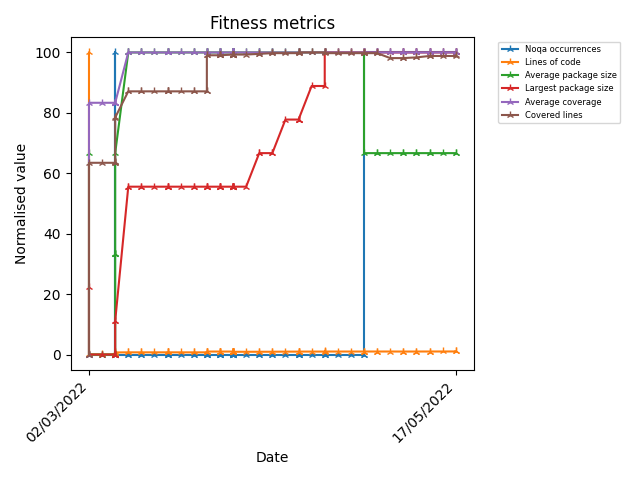 Fitness metrics
Normalised value
100
80
60
40
20
0
02/03/2022
17/05/2022
Date
Noqa occurrences
Lines of code
Average package size
Largest package size
Average coverage
Covered lines